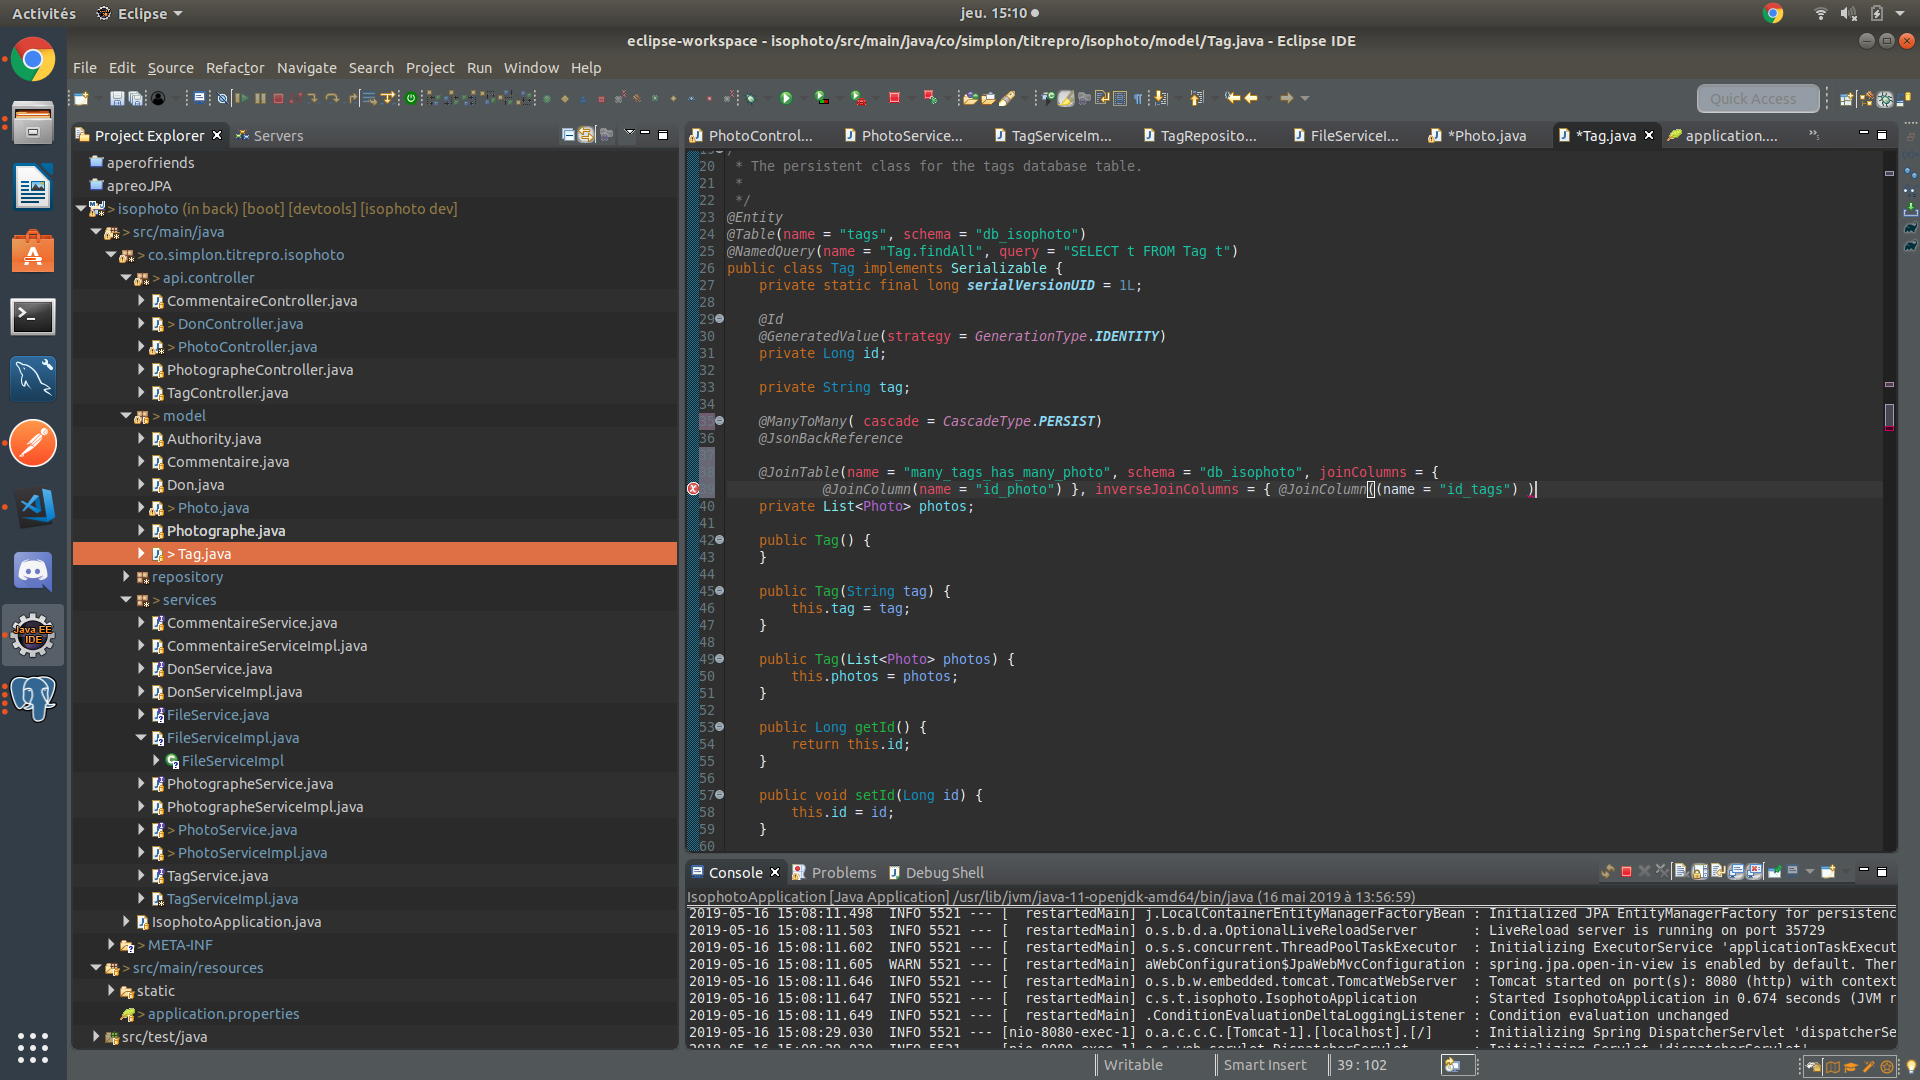 Activités Eclipse jeu. 15:10
eclipse-workspace - isophoto/src/main/java/co/simplon/titrepro/isophoto/model/Tag.java - Eclipse IDE
File Edit Source Refactor Navigate Search Project Run Window Help
Quick Access
Project Explorer Servers
aperofriends
apreoJPA
> isophoto (in back) [boot] [devtools] [isophoto dev]
> src/main/java
> co.simplon.titrepro.isophoto
> api.controller
CommentaireController.java
> DonController.java
> PhotoController.java
PhotographeController.java
TagController.java
> model
Authority.java
Commentaire.java
Don.java
> Photo.java
Photographe.java
> Tag.java
repository
> services
CommentaireService.java
CommentaireServiceImpl.java
DonService.java
DonServiceImpl.java
FileService.java
FileServiceImpl.java
FileServiceImpl
PhotographeService.java
PhotographeServiceImpl.java
> PhotoService.java
> PhotoServiceImpl.java
TagService.java
TagServiceImpl.java
IsophotoApplication.java
> META-INF
> src/main/resources
static
> application.properties
src/test/java
PhotoControl... PhotoService... TagServiceIm... TagReposito... FileServiceI... *Photo.java *Tag.java application....
20 * The persistent class for the tags database table.
21 *
22 */
23 @Entity
24 @Table(name = "tags", schema = "db_isophoto")
25 @NamedQuery(name = "Tag.findAll", query = "SELECT t FROM Tag t")
26 public class Tag implements Serializable {
27 private static final long serialVersionUID = 1L;
28
29 @Id
30 @GeneratedValue(strategy = GenerationType.IDENTITY)
31 private Long id;
32
33 private String tag;
34
35 @ManyToMany( cascade = CascadeType.PERSIST)
36 @JsonBackReference
37
38 @JoinTable(name = "many_tags_has_many_photo", schema = "db_isophoto", joinColumns = {
39 @JoinColumn(name = "id_photo") }, inverseJoinColumns = { @JoinColumn((name = "id_tags") )
40 private List<Photo> photos;
41
42 public Tag() {
43 }
44
45 public Tag(String tag) {
46 this.tag = tag;
47 }
48
49 public Tag(List<Photo> photos) {
50 this.photos = photos;
51 }
52
53 public Long getId() {
54 return this.id;
55 }
56
57 public void setId(Long id) {
58 this.id = id;
59 }
60
Console Problems Debug Shell
IsophotoApplication [Java Application] /usr/lib/jvm/java-11-openjdk-amd64/bin/java (16 mai 2019 à 13:56:59)
2019-05-16 15:08:11.498 INFO 5521 --- [ restartedMain] j.LocalContainerEntityManagerFactoryBean : Initialized JPA EntityManagerFactory for persistenc
2019-05-16 15:08:11.503 INFO 5521 --- [ restartedMain] o.s.b.d.a.OptionalLiveReloadServer : LiveReload server is running on port 35729
2019-05-16 15:08:11.602 INFO 5521 --- [ restartedMain] o.s.s.concurrent.ThreadPoolTaskExecutor : Initializing ExecutorService 'applicationTaskExecut
2019-05-16 15:08:11.605 WARN 5521 --- [ restartedMain] aWebConfiguration$JpaWebMvcConfiguration : spring.jpa.open-in-view is enabled by default. Ther
2019-05-16 15:08:11.646 INFO 5521 --- [ restartedMain] o.s.b.w.embedded.tomcat.TomcatWebServer : Tomcat started on port(s): 8080 (http) with context
2019-05-16 15:08:11.647 INFO 5521 --- [ restartedMain] c.s.t.isophoto.IsophotoApplication : Started IsophotoApplication in 0.674 seconds (JVM r
2019-05-16 15:08:11.649 INFO 5521 --- [ restartedMain] .ConditionEvaluationDeltaLoggingListener : Condition evaluation unchanged
2019-05-16 15:08:29.030 INFO 5521 --- [nio-8080-exec-1] o.a.c.c.C.[Tomcat-1].[localhost].[/] : Initializing Spring DispatcherServlet 'dispatcherSe
Writable Smart Insert 39 : 102